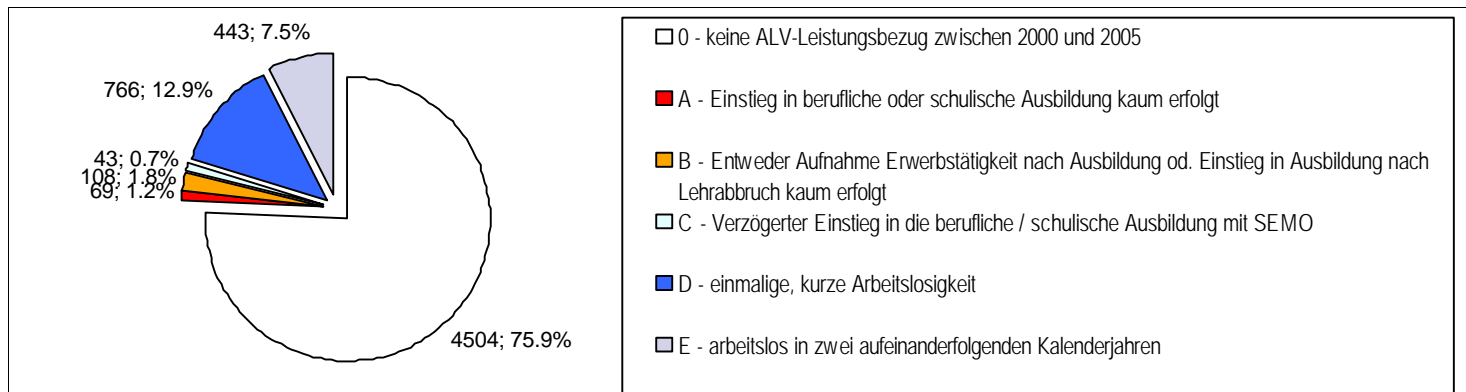 443; 7.5%
766; 12.9%
43; 0.7%
108; 1.8%
69; 1.2%
4504; 75.9%
0 - keine ALV-Leistungsbezug zwischen 2000 und 2005
A - Einstieg in berufliche oder schulische Ausbildung kaum erfolgt
B - Entweder Aufnahme Erwerbstätigkeit nach Ausbildung od. Einstieg in Ausbildung nach
Lehrabbruch kaum erfolgt
C - Verzögerter Einstieg in die berufliche / schulische Ausbildung mit SEMO
D - einmalige, kurze Arbeitslosigkeit
E - arbeitslos in zwei aufeinanderfolgenden Kalenderjahren